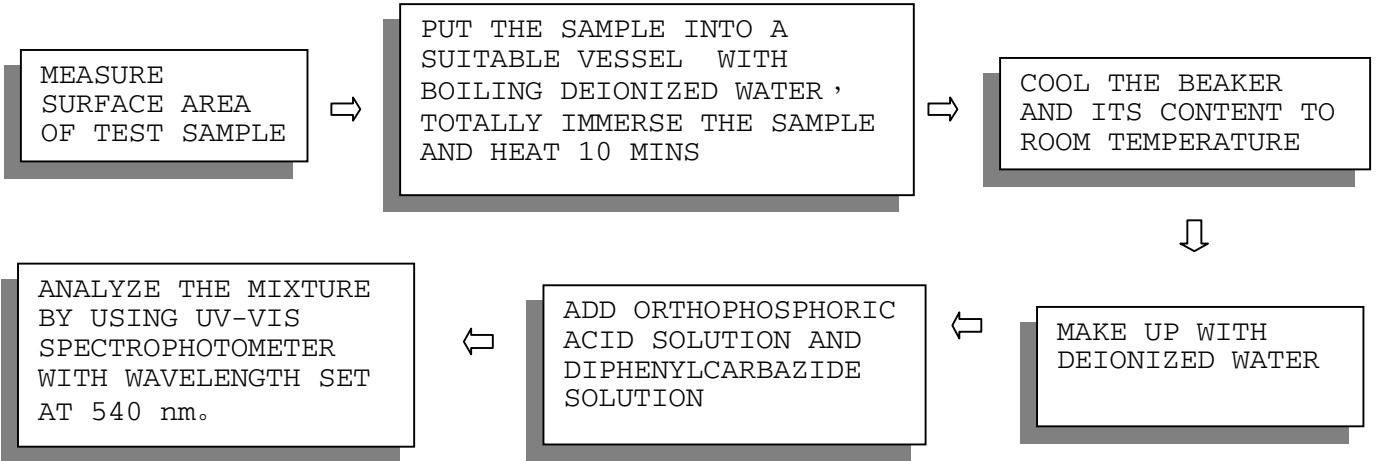 MEASURE
SURFACE AREA
OF TEST SAMPLE
PUT THE SAMPLE INTO A
SUITABLE VESSEL WITH
BOILING DEIONIZED WATER，
TOTALLY IMMERSE THE SAMPLE
AND HEAT 10 MINS
COOL THE BEAKER
AND ITS CONTENT TO
ROOM TEMPERATURE
MAKE UP WITH
DEIONIZED WATER
ADD ORTHOPHOSPHORIC
ACID SOLUTION AND
DIPHENYLCARBAZIDE
SOLUTION
ANALYZE THE MIXTURE
BY USING UV-VIS
SPECTROPHOTOMETER
WITH WAVELENGTH SET
AT 540 nm。